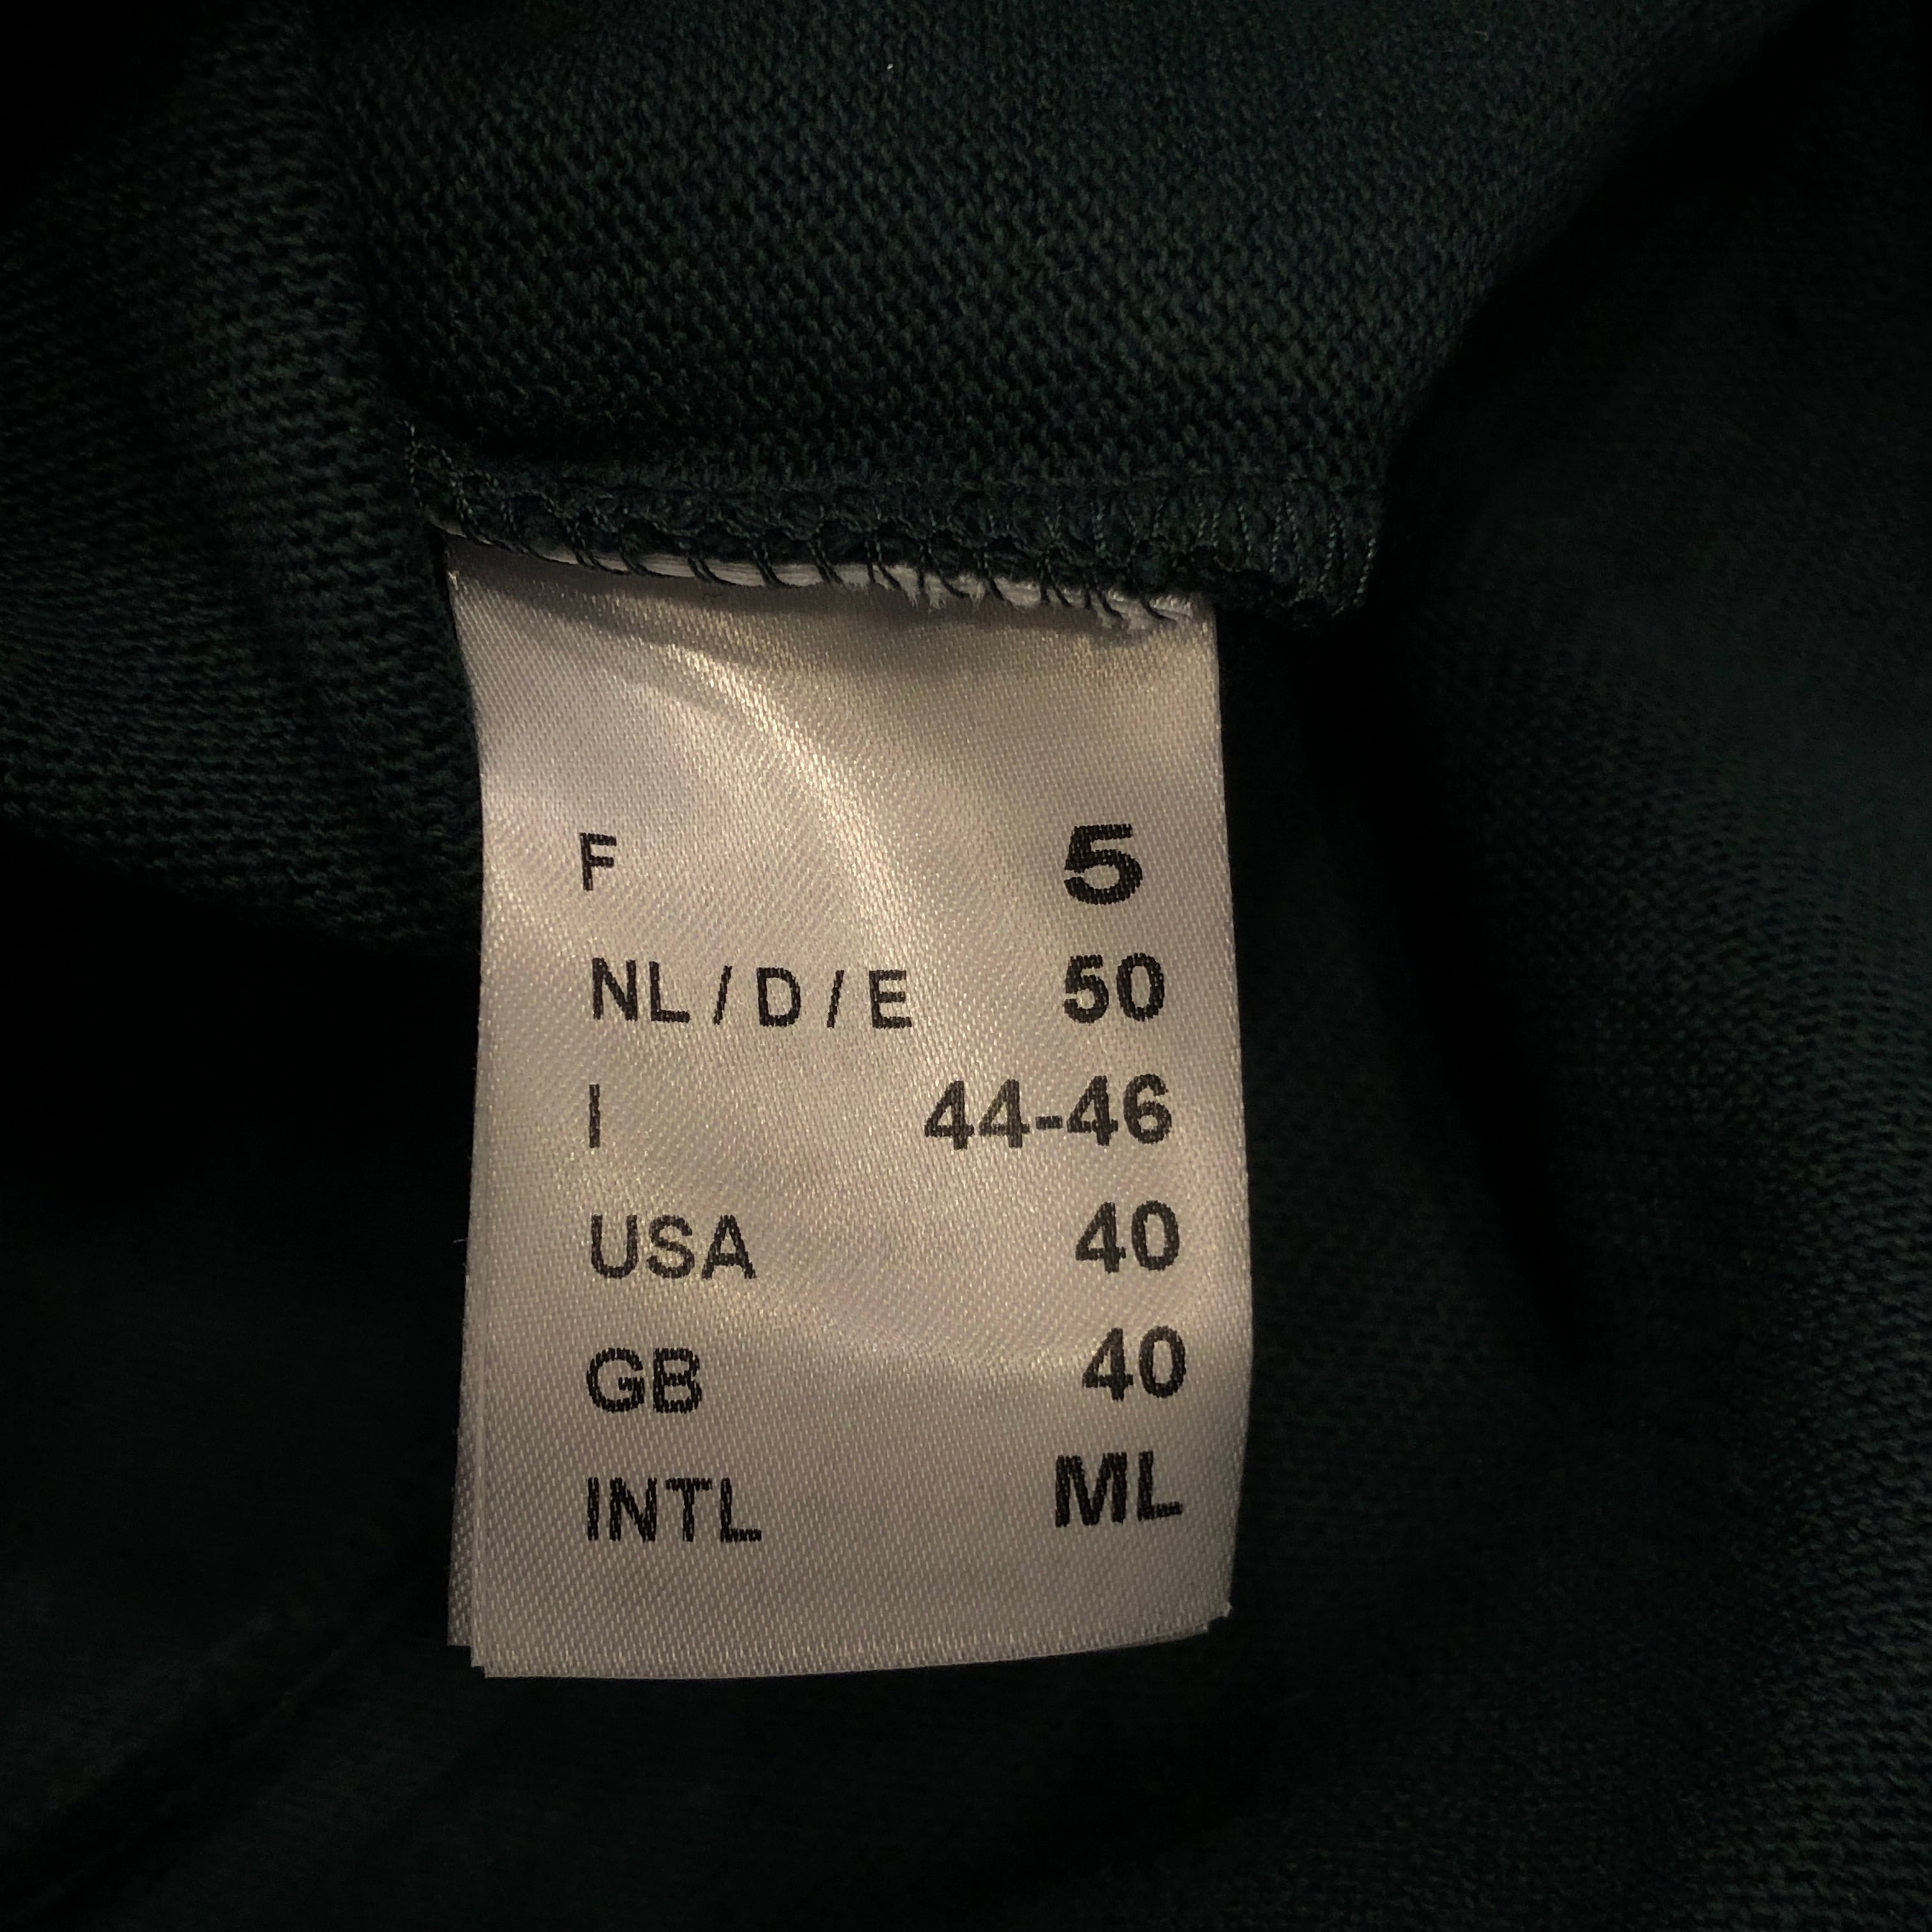 F 5
NL / D / E 50
I 44-46
USA 40
GB 40
INTL ML